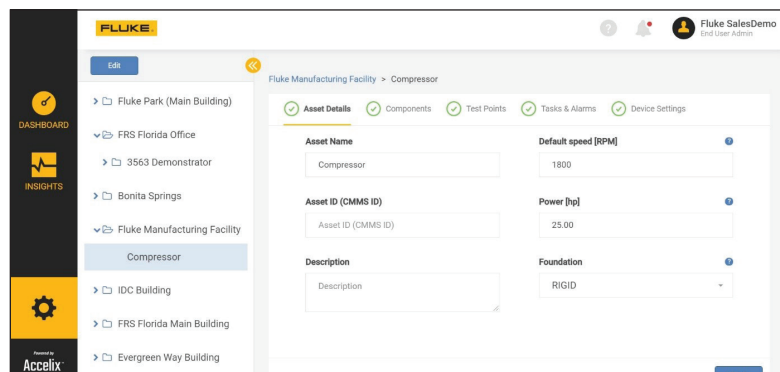 FLUKE
Fluke SalesDemo
End User Admin
Edit
Fluke Manufacturing Facility > Compressor
DASHBOARD
INSIGHTS
Powered by
Accelix
Fluke Park (Main Building)
FRS Florida Office
3563 Demonstrator
Bonita Springs
Fluke Manufacturing Facility
Compressor
IDC Building
FRS Florida Main Building
Evergreen Way Building
Asset Details Components Test Points Tasks & Alarms Device Settings
Asset Name
Compressor
Default speed [RPM]
1800
Asset ID (CMMS ID)
Asset ID (CMMS ID)
Power [hp]
25.00
Description
Description
Foundation
RIGID